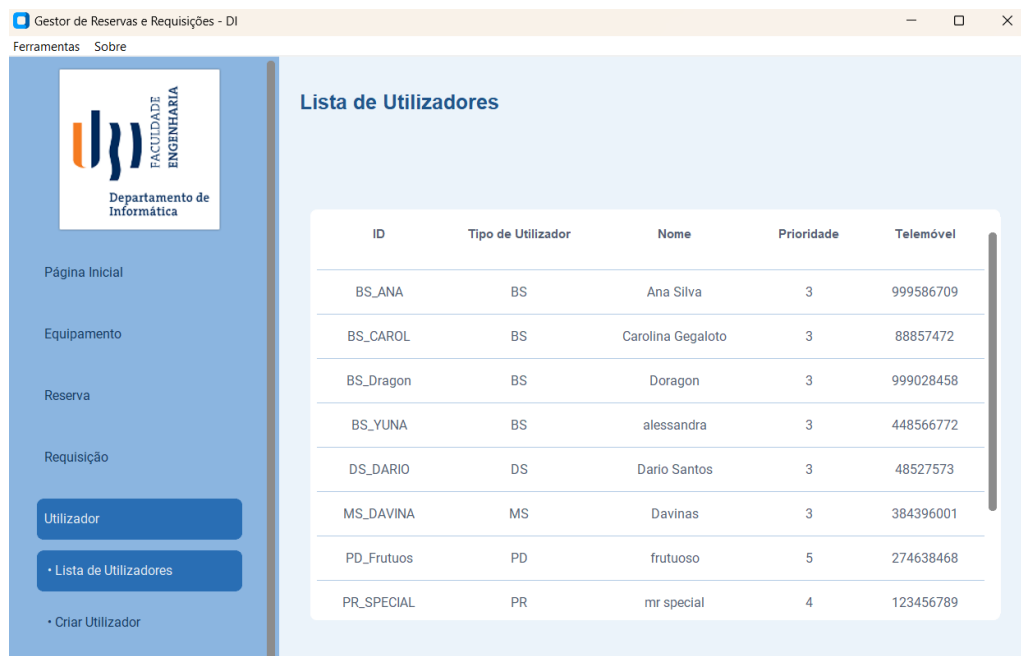 Gestor de Reservas e Requisições - DI
Ferramentas Sobre
ubi
FACULDADE
ENGENHARIA
Departamento de
Informática
Página Inicial
Equipamento
Reserva
Requisição
Utilizador
• Lista de Utilizadores
• Criar Utilizador
Lista de Utilizadores
ID Tipo de Utilizador Nome Prioridade Telemóvel
BS_ANA BS Ana Silva 3 999586709
BS_CAROL BS Carolina Gegaloto 3 88857472
BS_Dragon BS Doragon 3 999028458
BS_YUNA BS alessandra 3 448566772
DS_DARIO DS Dario Santos 3 48527573
MS_DAVINA MS Davinas 3 384396001
PD_Frutuos PD frutuoso 5 274638468
PR_SPECIAL PR mr special 4 123456789